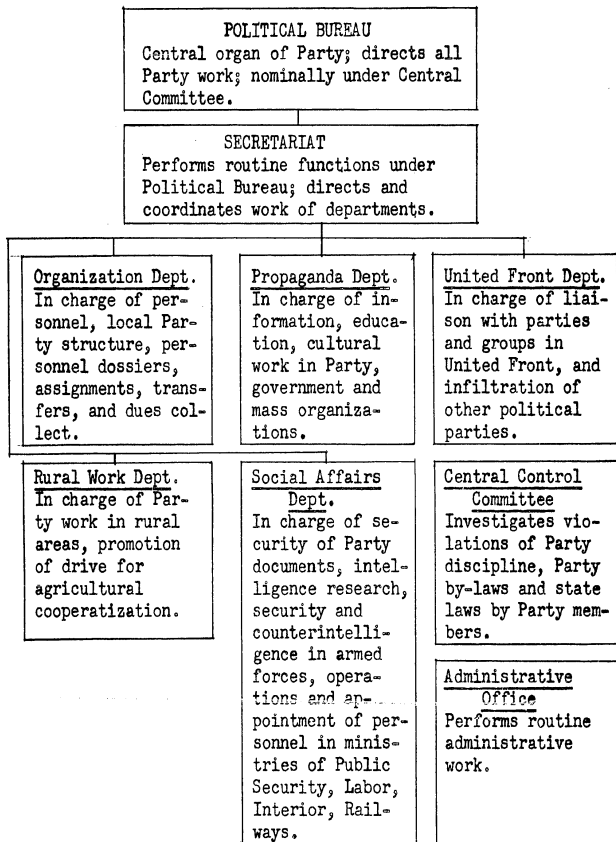 POLITICAL BUREAU
Central organ of Party; directs all
Party work; nominally under Central
Committee.
SECRETARIAT
Performs routine functions under
Political Bureau; directs and
coordinates work of departments.
Organization Dept.
In charge of per-
sonnel, local Par-
ty structure, per-
sonnel dossiers,
assignments, trans-
fers, and dues col-
lect.
Propaganda Dept.
In charge of in-
formation, educa-
tion, cultural
work in Party,
government and
mass organiza-
tions.
United Front Dept.
In charge of liai-
son with parties
and groups in
United Front, and
infiltration of
other political
parties.
Rural Work Dept.
In charge of Par-
ty work in rural
areas, promotion
of drive for
agricultural
cooperatization.
Social Affairs
Dept.
In charge of se-
curity of Party
documents, intel-
ligence research,
security and
counterintelli-
gence in armed
forces, opera-
tions and ap-
pointment of per-
sonnel in minis-
tries of Public
Security, Labor,
Interior, Rail-
ways.
Central Control
Committee
Investigates vio-
lations of Party
discipline, Party
by-laws and state
laws by Party mem-
bers.
Administrative
Office
Performs routine
administrative
work.